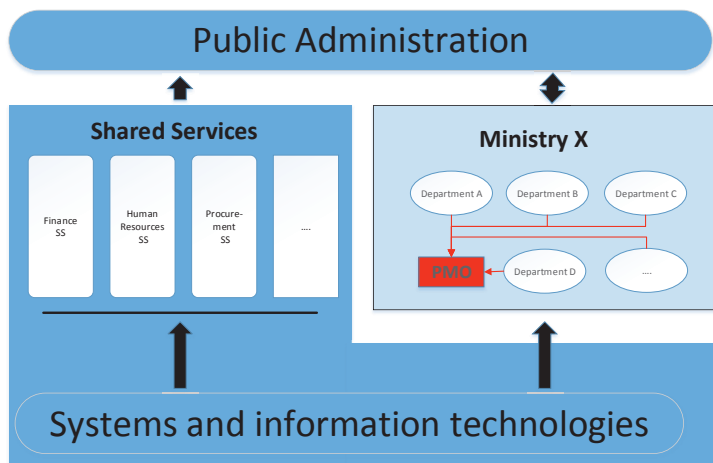 Public Administration
Shared Services
Finance
SS
Human
Resources
SS
Procure-
ment
SS
....
Ministry X
Department A
Department B
Department C
PMO
Department D
....
Systems and information technologies